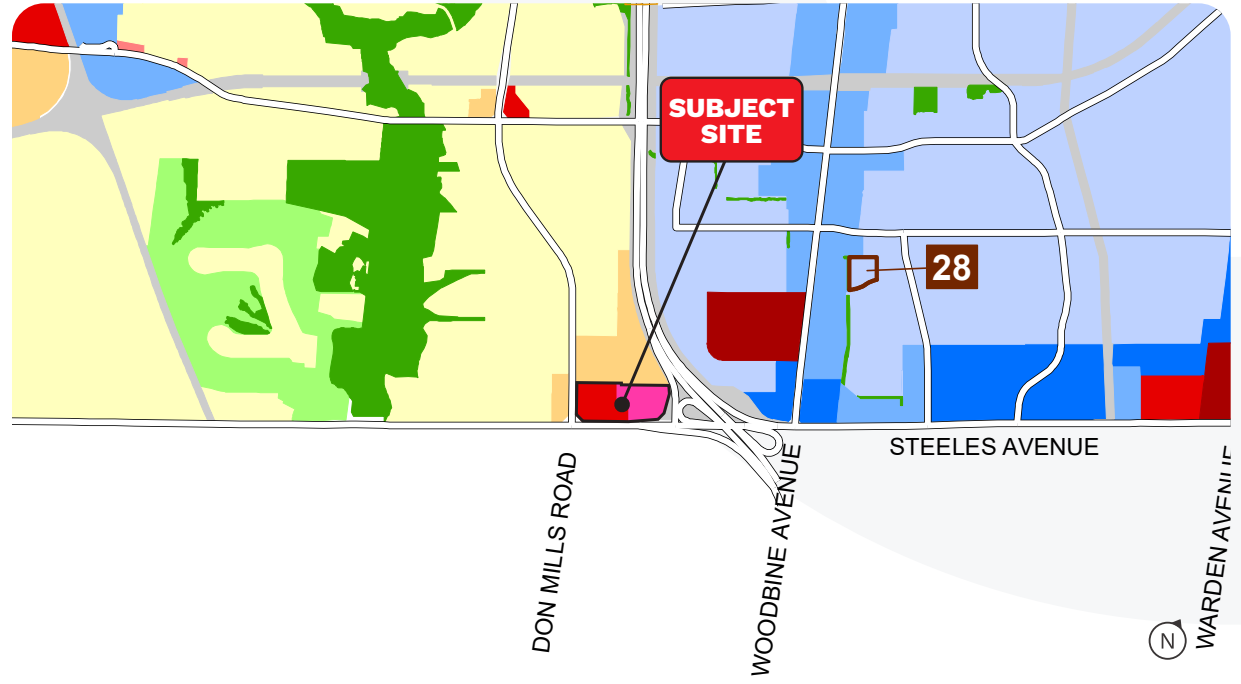 SUBJECT
SITE
28
STEELES AVENUE
DON MILLS ROAD
WOODBINE AVENUE
WARDEN AVENUE
N